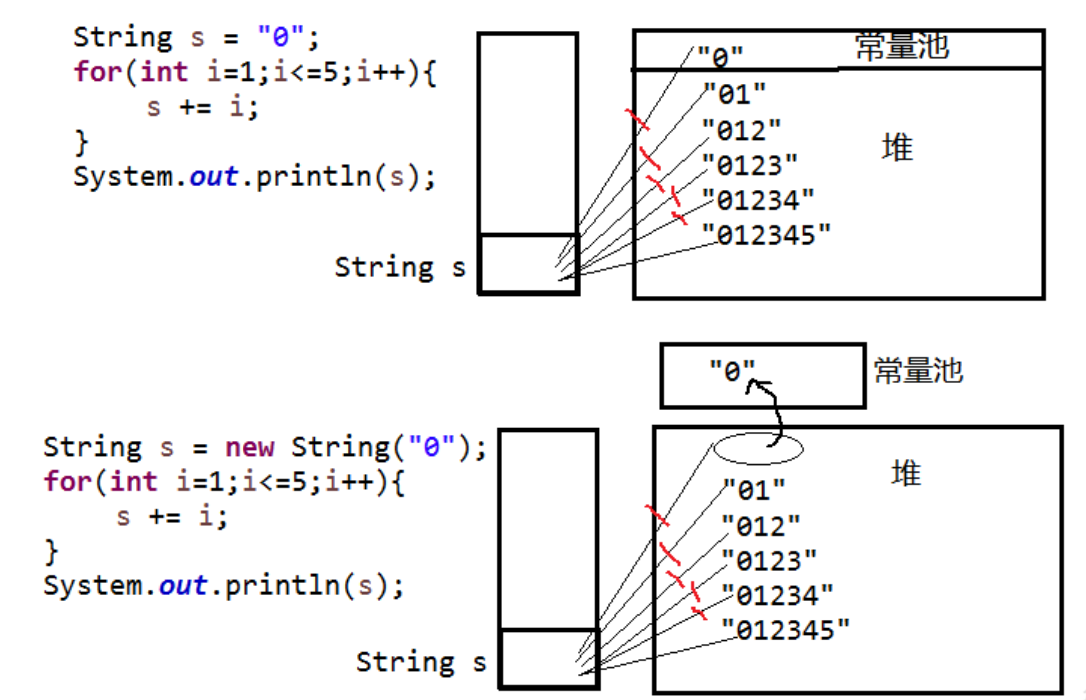 String s = "0";
for(int i=1;i<=5;i++){
s += i;
}
System.out.println(s);
String s
常量池
"0"
"01"
"012"
"0123"
"01234"
"012345"
堆
"0"
常量池
String s = new String("0");
for(int i=1;i<=5;i++){
s += i;
}
System.out.println(s);
String s
堆
"01"
"012"
"0123"
"01234"
"012345"